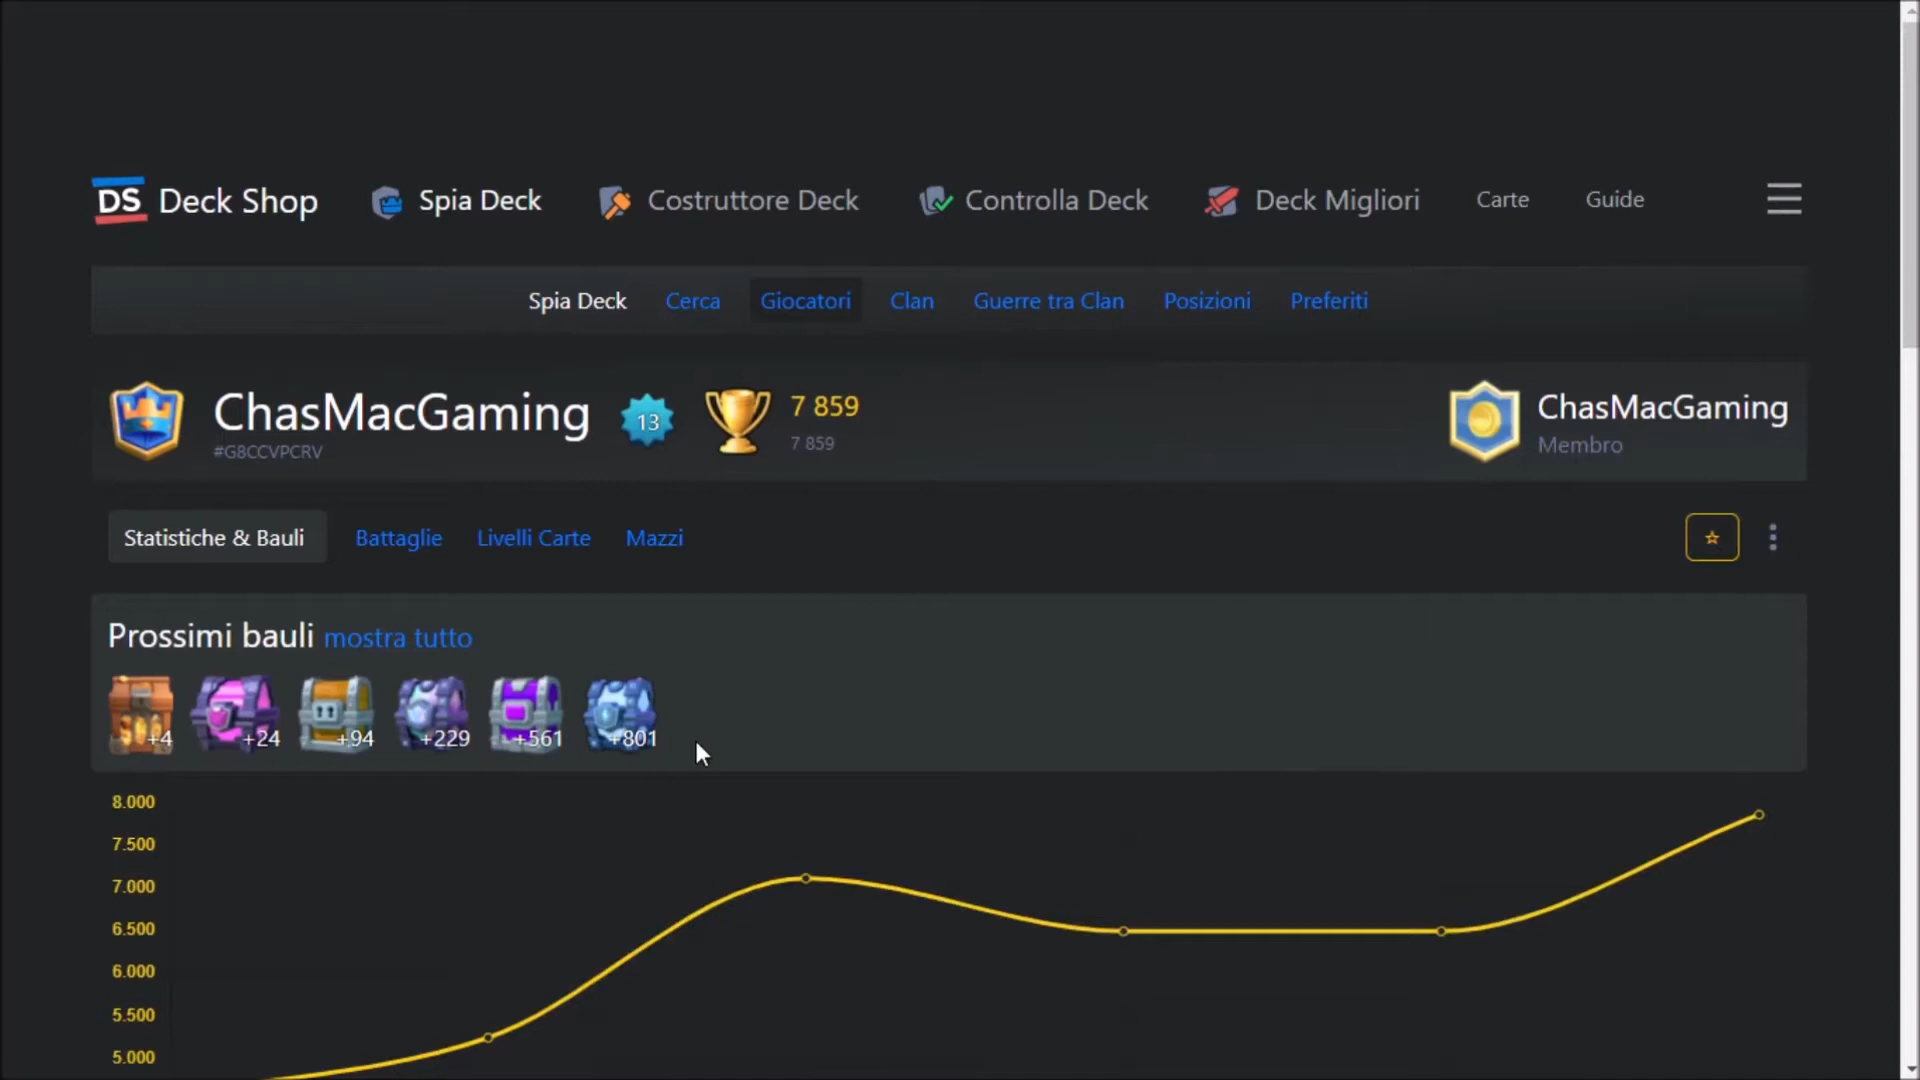 DS Deck Shop Spia Deck Costruttore Deck Controlla Deck Deck Migliori Carte Guide
Spia Deck Cerca Giocatori Clan Guerre tra Clan Posizioni Preferiti
ChasMacGaming 13 7 859 ChasMacGaming
#G8CCVPCRV 7 859 Membro
Statistiche & Bauli Battaglie Livelli Carte Mazzi
Prossimi bauli mostra tutto
+4 +24 +94 +229 +561 +801
8.000
7.500
7.000
6.500
6.000
5.500
5.000